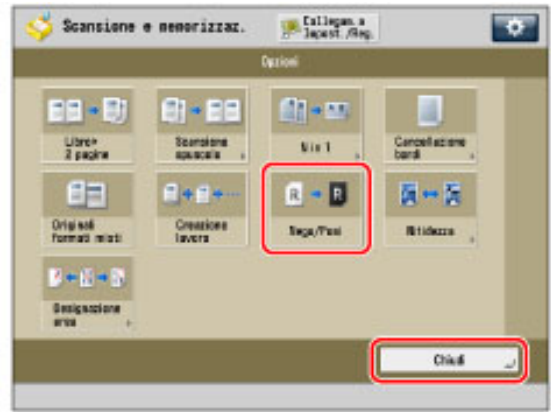 Scansione e memorizzaz.
Collegam. a
Impost. /Reg.
Opzioni
Libro>
2 pagine
Scansione
opuscolo
N in 1
Cancellazione
bordi
Originali
formati misti
Creazione
lavoro
R
R
Nega/Posi
Nitidezza
Designazione
area
Chiudi